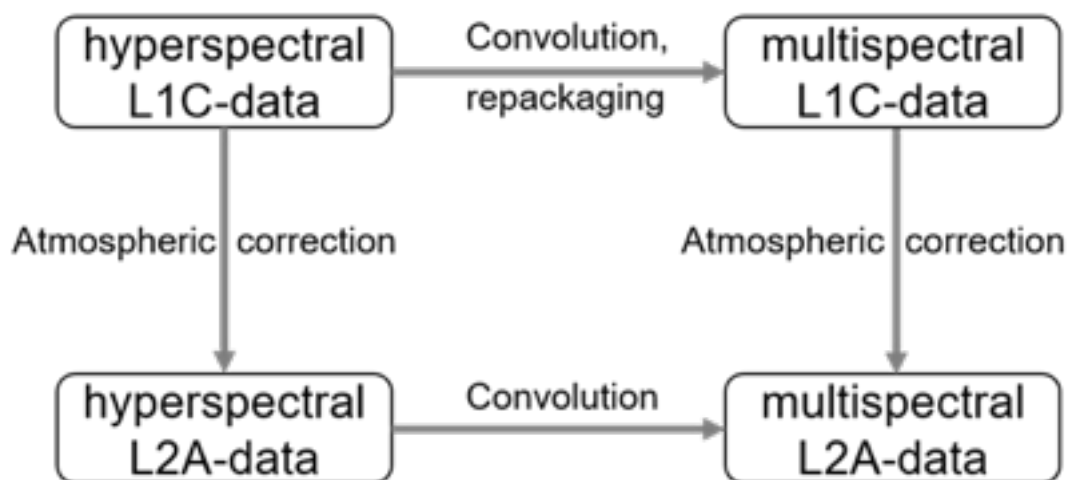 hyperspectral
L1C-data
Convolution,
repackaging
multispectral
L1C-data
Atmospheric correction
Atmospheric correction
hyperspectral
L2A-data
Convolution
multispectral
L2A-data